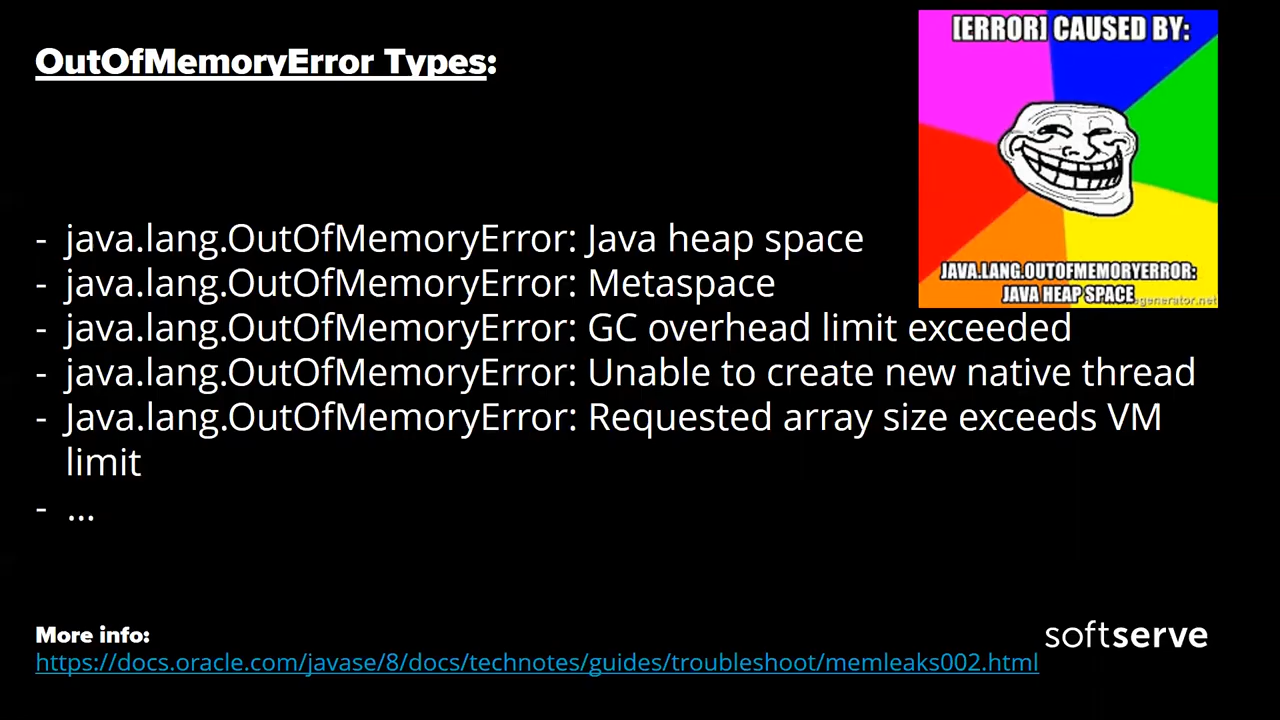 [ERROR] CAUSED BY:
OutOfMemoryError Types:
- java.lang.OutOfMemoryError: Java heap space
- java.lang.OutOfMemoryError: Metaspace
JAVA.LANG.OUTOFMEMORYERROR:
JAVA HEAP SPACE
- java.lang.OutOfMemoryError: GC overhead limit exceeded
- java.lang.OutOfMemoryError: Unable to create new native thread
- Java.lang.OutOfMemoryError: Requested array size exceeds VM
limit
- ...
More info:
softserve
https://docs.oracle.com/javase/8/docs/technotes/guides/troubleshoot/memleaks002.html